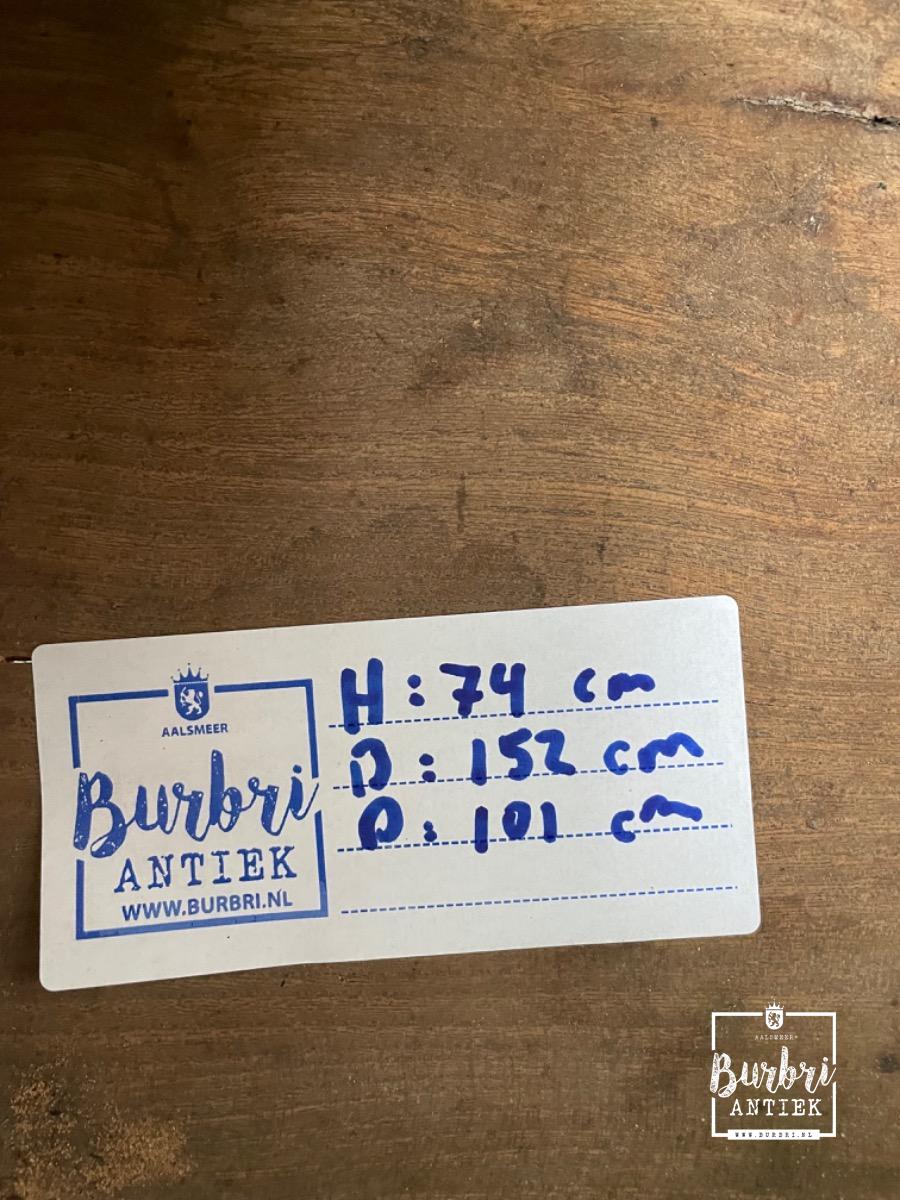 AALSMEER
Burbri
ANTIEK
WWW.BURBRI.NL
H: 74 cm
D: 152 cm
D: 101 cm
AALSMEER
Burbri
ANTIEK
WWW.BURBRI.NL